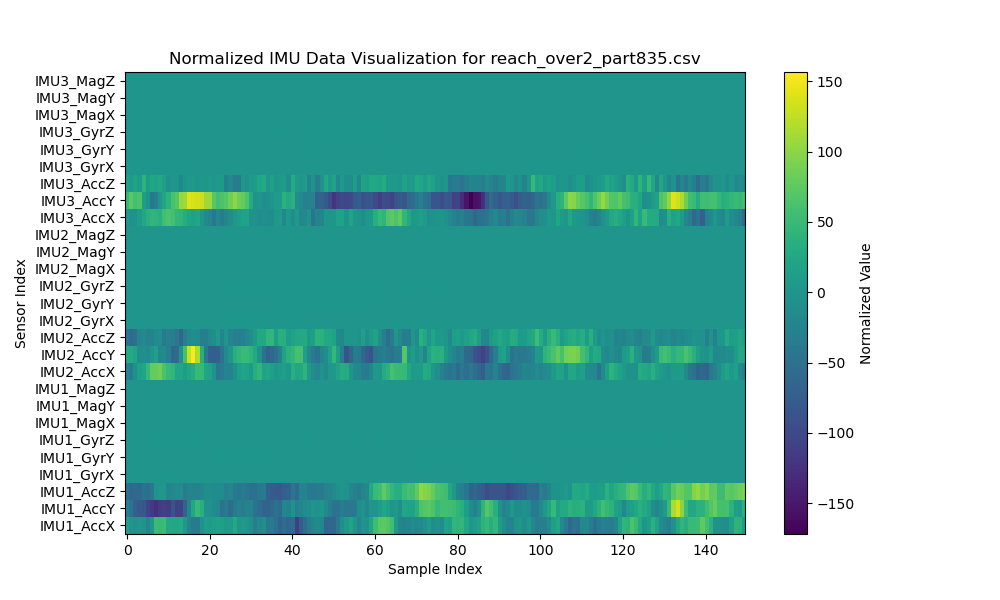 Normalized IMU Data Visualization for reach_over2_part835.csv
IMU3_MagZ
IMU3_MagY
IMU3_MagX
IMU3_GyrZ
IMU3_GyrY
IMU3_GyrX
IMU3_AccZ
IMU3_AccY
IMU3_AccX
IMU2_MagZ
IMU2_MagY
IMU2_MagX
IMU2_GyrZ
IMU2_GyrY
IMU2_GyrX
IMU2_AccZ
IMU2_AccY
IMU2_AccX
IMU1_MagZ
IMU1_MagY
IMU1_MagX
IMU1_GyrZ
IMU1_GyrY
IMU1_GyrX
IMU1_AccZ
IMU1_AccY
IMU1_AccX
Sensor Index
0 20 40 60 80 100 120 140
Sample Index
150
100
50
0
−50
−100
−150
Normalized Value